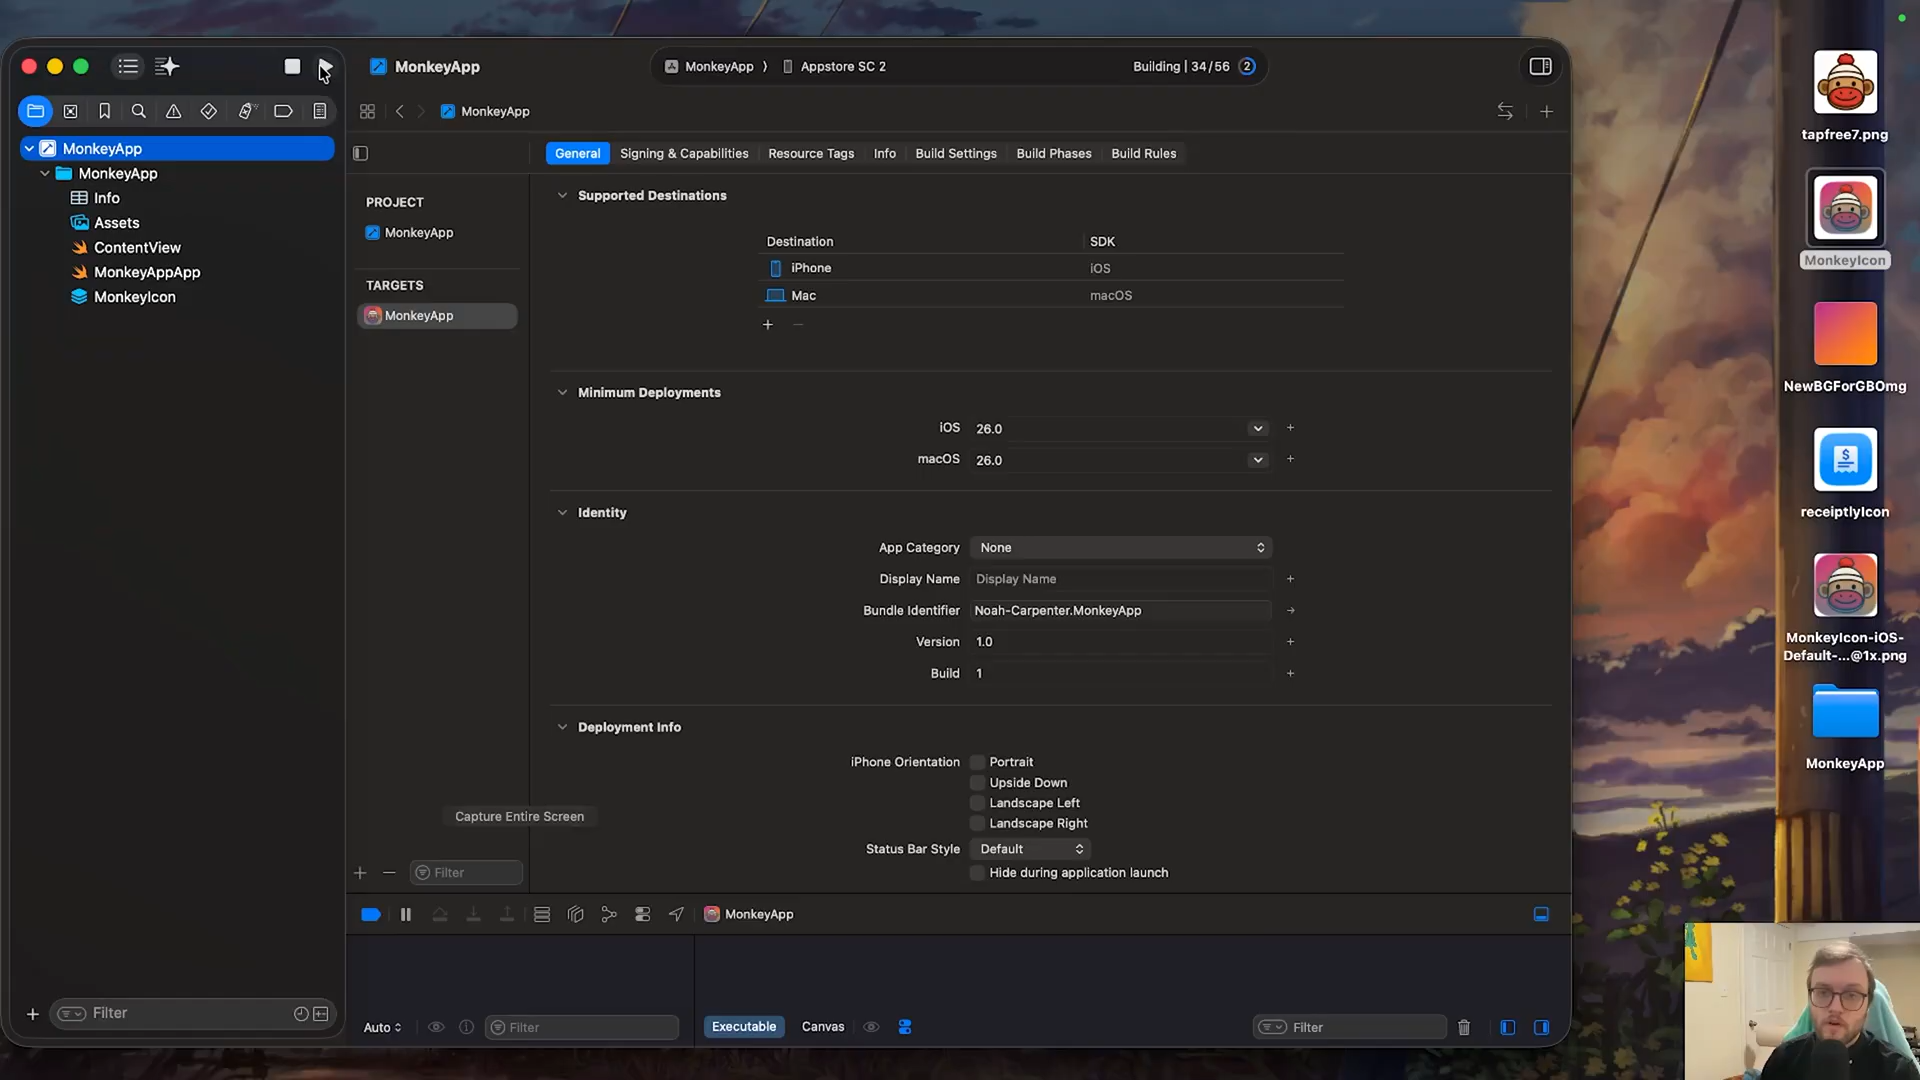 MonkeyApp
MonkeyApp
Appstore SC 2
Building | 34/56
2
MonkeyApp
MonkeyApp
MonkeyApp
Info
Assets
ContentView
MonkeyAppApp
MonkeyIcon
Filter
General
Signing & Capabilities
Resource Tags
Info
Build Settings
Build Phases
Build Rules
PROJECT
MonkeyApp
TARGETS
MonkeyApp
Filter
Supported Destinations
Destination
SDK
iPhone
iOS
Mac
macOS
Minimum Deployments
iOS
26.0
macOS
26.0
Identity
App Category
None
Display Name
Display Name
Bundle Identifier
Noah-Carpenter.MonkeyApp
Version
1.0
Build
1
Deployment Info
iPhone Orientation
Portrait
Upside Down
Landscape Left
Landscape Right
Status Bar Style
Default
Hide during application launch
Capture Entire Screen
MonkeyApp
Auto
Filter
Executable
Canvas
Filter
tapfree7.png
MonkeyIcon
NewBGForGBOmg
$
receiptlyIcon
MonkeyIcon-iOS-
Default-...@1x.png
MonkeyApp